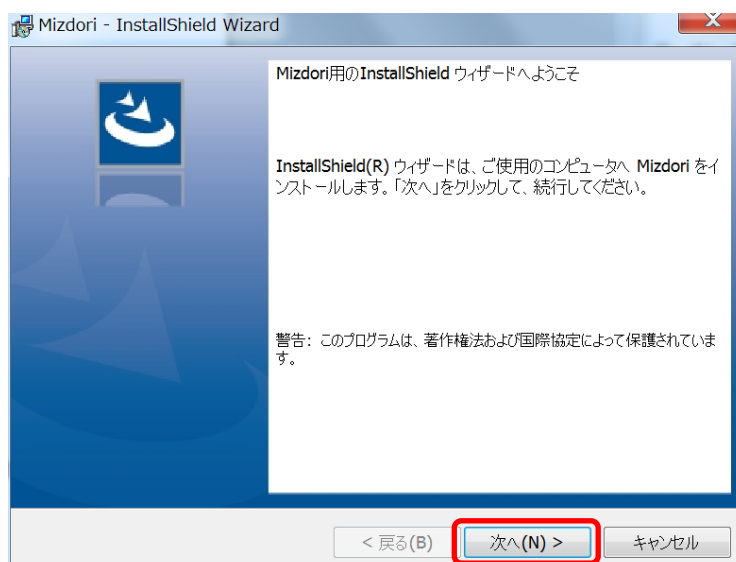 Mizdori - InstallShield Wizard
Mizdori用のInstallShield ウィザードへようこそ
InstallShield(R) ウィザードは、ご使用のコンピュータへ Mizdori をイ
ンストールします。「次へ」をクリックして、続行してください。
警告: このプログラムは、著作権法および国際協定によって保護されていま
す。
< 戻る(B) 次へ(N) > キャンセル